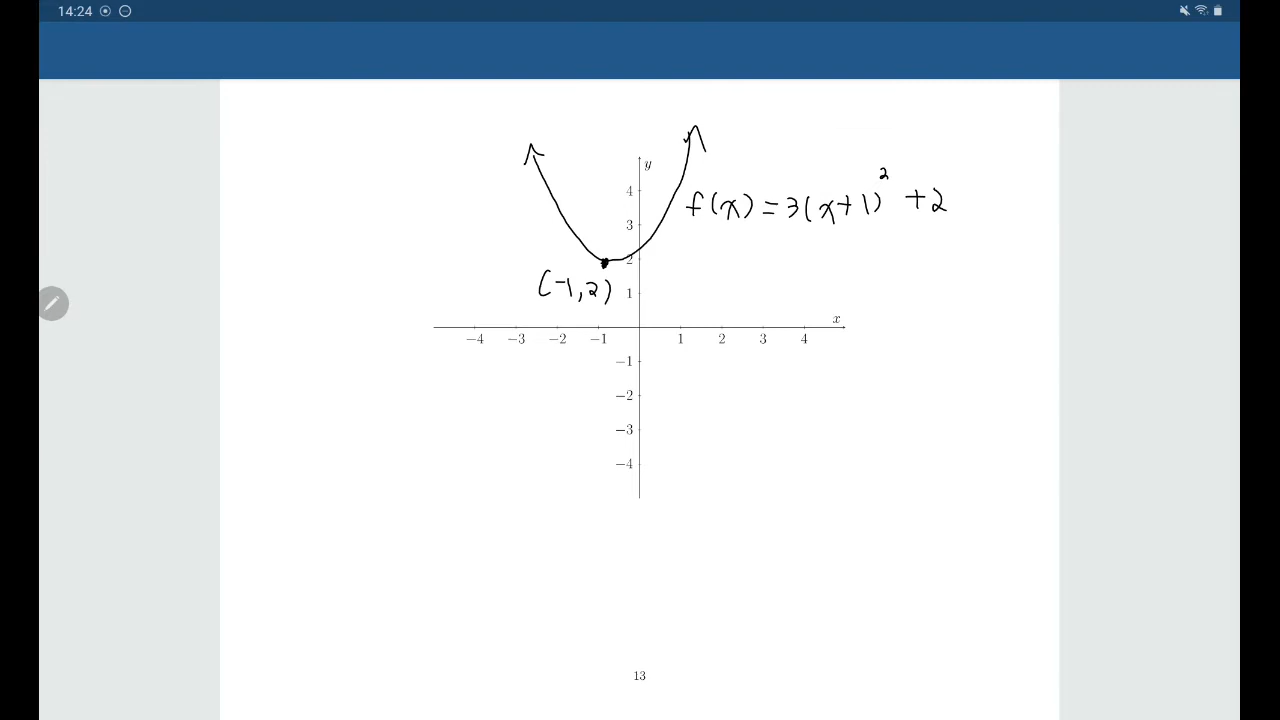 14:24
y
4
f(x) = 3(x+1)² +2
3
2
(-1,2)
1
x
−4 −3 −2 −1 1 2 3 4
−1
−2
−3
−4
13